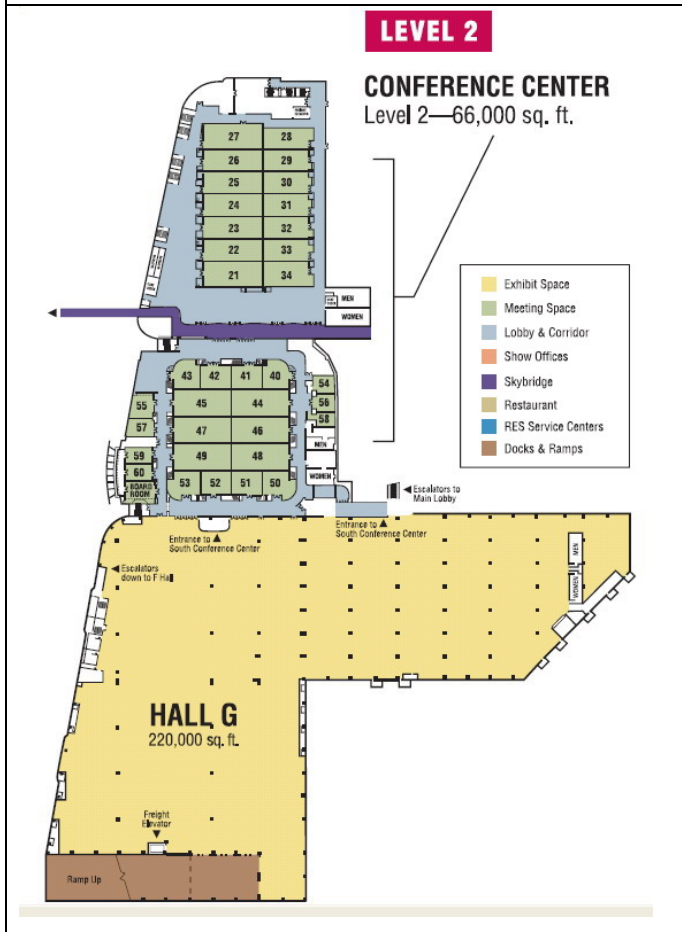 LEVEL 2
CONFERENCE CENTER
Level 2—66,000 sq. ft.
27 28
26 29
25 30
24 31
23 32
22 33
21 34
MEN
WOMEN
Exhibit Space
Meeting Space
Lobby & Corridor
Show Offices
Skybridge
Restaurant
RES Service Centers
Docks & Ramps
43 42 41 40
54
45 44
56
55
58
57
47 46
MEN
59
49 48
60
WOMEN
BOARD
ROOM
53 52 51 50
Escalators to
Main Lobby
Entrance to
South Conference Center
Entrance to
South Conference Center
Escalators
down to F Hall
MEN
WOMEN
HALL G
220,000 sq. ft.
Freight
Elevator
Ramp Up